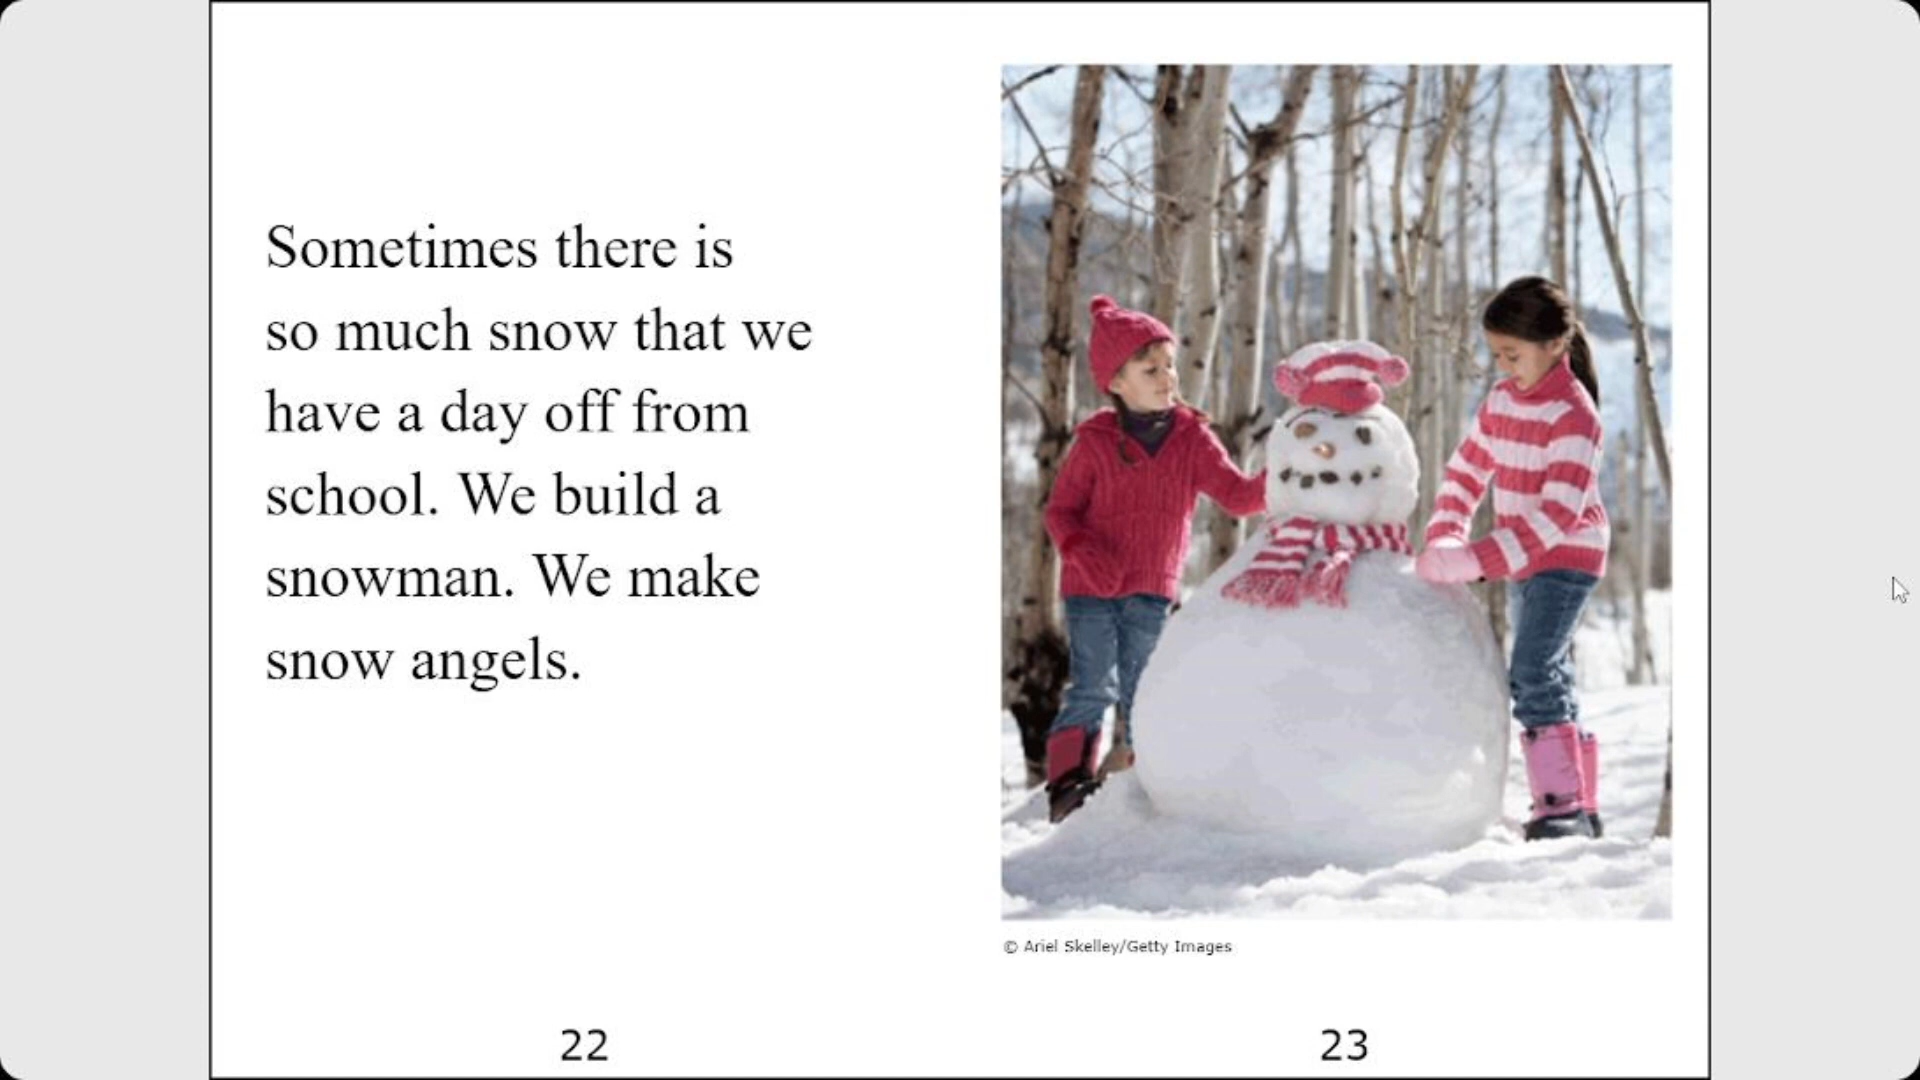 Sometimes there is
so much snow that we
have a day off from
school. We build a
snowman. We make
snow angels.
© Ariel Skelley/Getty Images
22
23